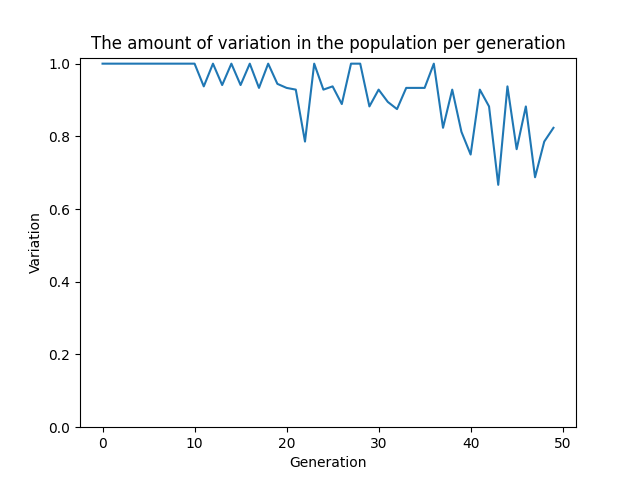 The amount of variation in the population per generation
1.0
0.8
0.6
0.4
0.2
0.0
Variation
0 10 20 30 40 50
Generation